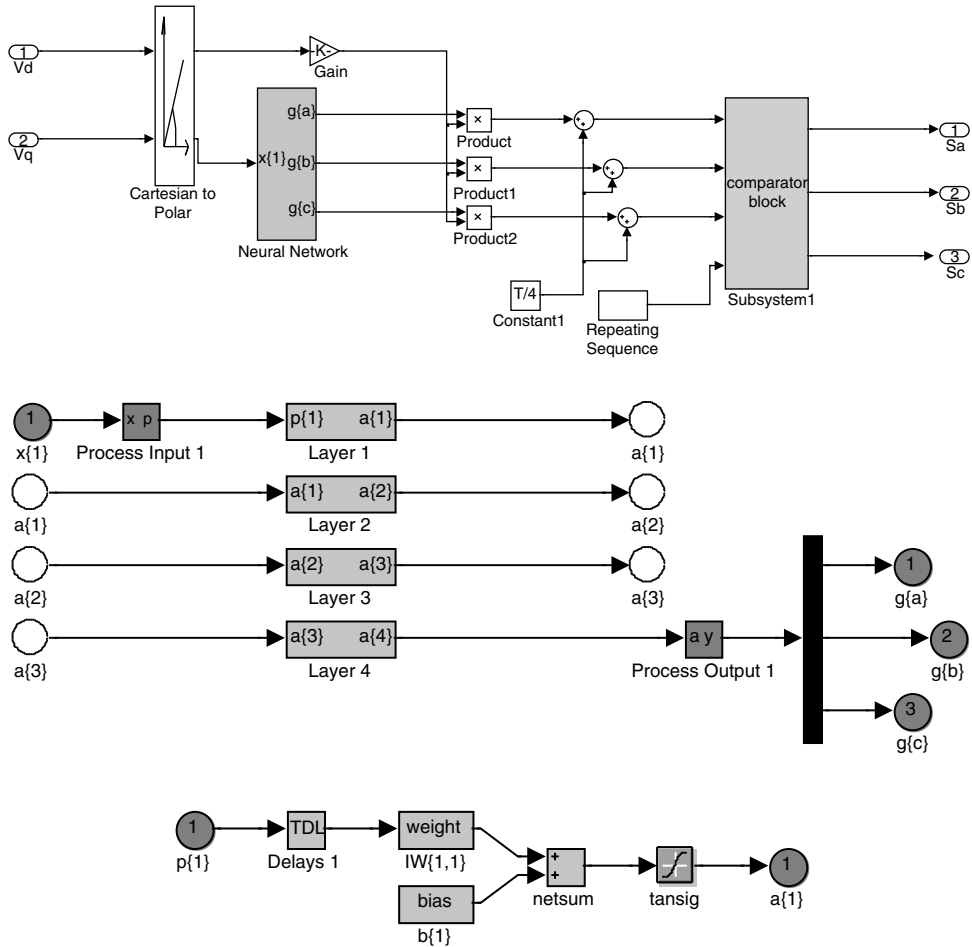 1
Vd
2
Vq
Cartesian to
Polar
-K-
Gain
x{1}
g{a}
g{b}
g{c}
Neural Network
×
Product
×
Product1
×
Product2
+
+
+
+
+
+
T/4
Constant1
Repeating
Sequence
comparator
block
Subsystem1
1
Sa
2
Sb
3
Sc
1
x{1}
x p
Process Input 1
p{1} a{1}
Layer 1
a{1}
a{1}
a{1} a{2}
Layer 2
a{2}
a{2}
a{2} a{3}
Layer 3
a{3}
a{3}
a{3} a{4}
Layer 4
a y
Process Output 1
1
g{a}
2
g{b}
3
g{c}
1
p{1}
TDL
Delays 1
weight
IW{1,1}
bias
b{1}
+
+
netsum
tansig
1
a{1}